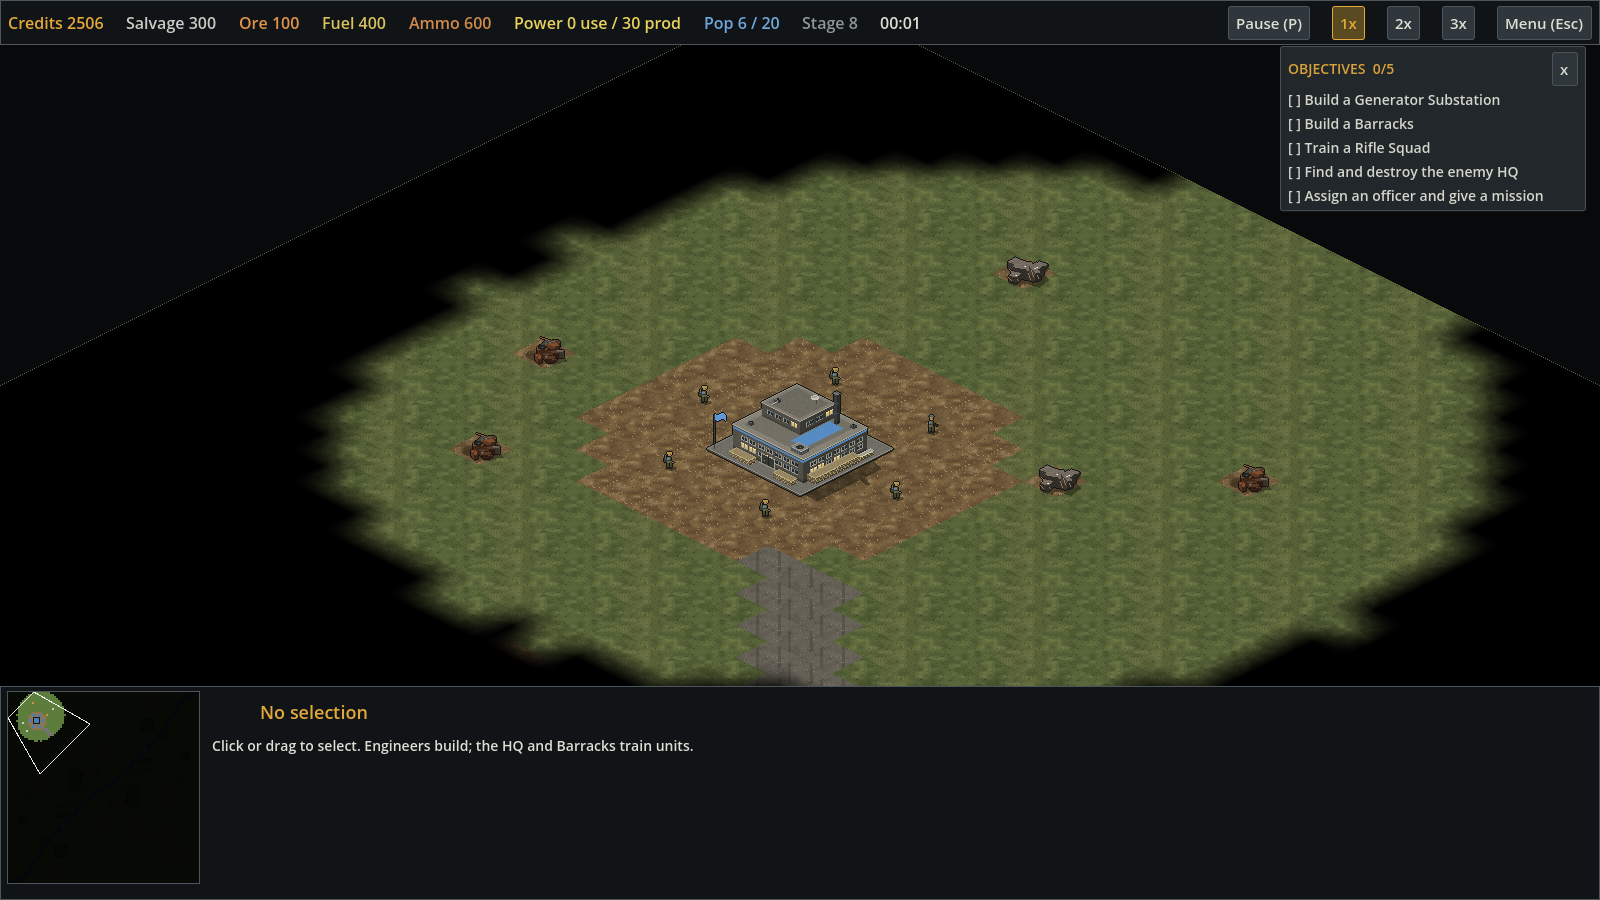 Credits 2506 Salvage 300 Ore 100 Fuel 400 Ammo 600 Power 0 use / 30 prod Pop 6 / 20 Stage 8 00:01 Pause (P) 1x 2x 3x Menu (Esc)
OBJECTIVES 0/5 x
[ ] Build a Generator Substation
[ ] Build a Barracks
[ ] Train a Rifle Squad
[ ] Find and destroy the enemy HQ
[ ] Assign an officer and give a mission
No selection
Click or drag to select. Engineers build; the HQ and Barracks train units.